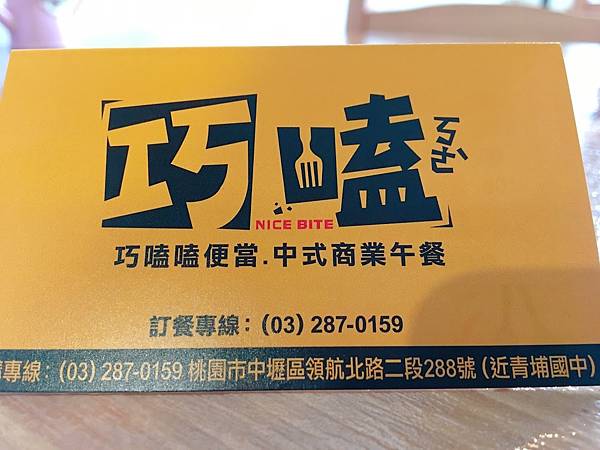 巧嗑ㄎㄜ
NICE BITE
巧嗑嗑便當.中式商業午餐
訂餐專線：(03) 287-0159
專線：(03) 287-0159 桃園市中壢區領航北路二段288號 (近青埔國中)